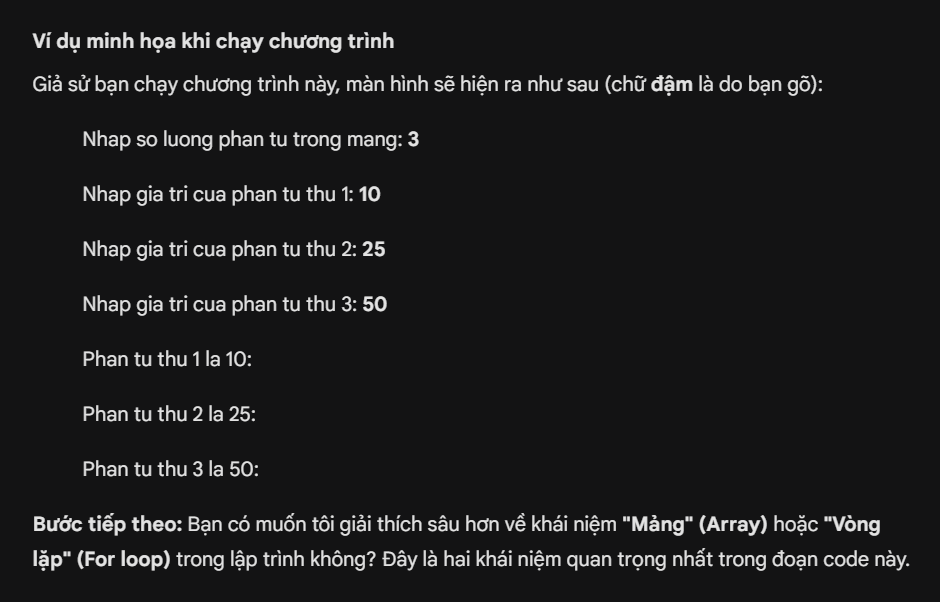 Ví dụ minh họa khi chạy chương trình
Giả sử bạn chạy chương trình này, màn hình sẽ hiện ra như sau (chữ đậm là do bạn gõ):
Nhap so luong phan tu trong mang: 3
Nhap gia tri cua phan tu thu 1: 10
Nhap gia tri cua phan tu thu 2: 25
Nhap gia tri cua phan tu thu 3: 50
Phan tu thu 1 la 10:
Phan tu thu 2 la 25:
Phan tu thu 3 la 50:
Bước tiếp theo: Bạn có muốn tôi giải thích sâu hơn về khái niệm "Mảng" (Array) hoặc "Vòng
lặp" (For loop) trong lập trình không? Đây là hai khái niệm quan trọng nhất trong đoạn code này.